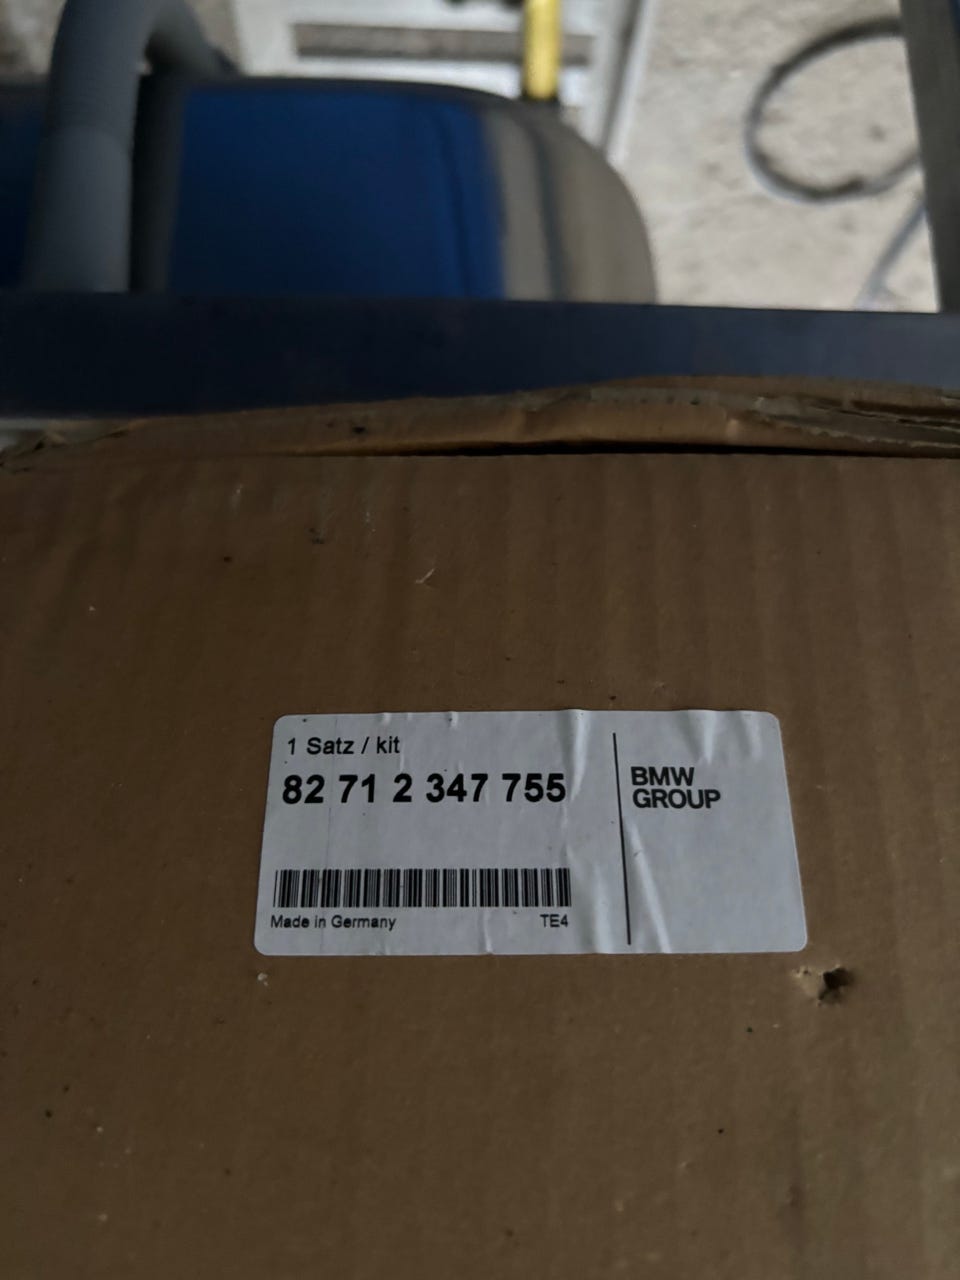 1 Satz / kit
82 71 2 347 755
BMW
GROUP
Made in Germany
TE4